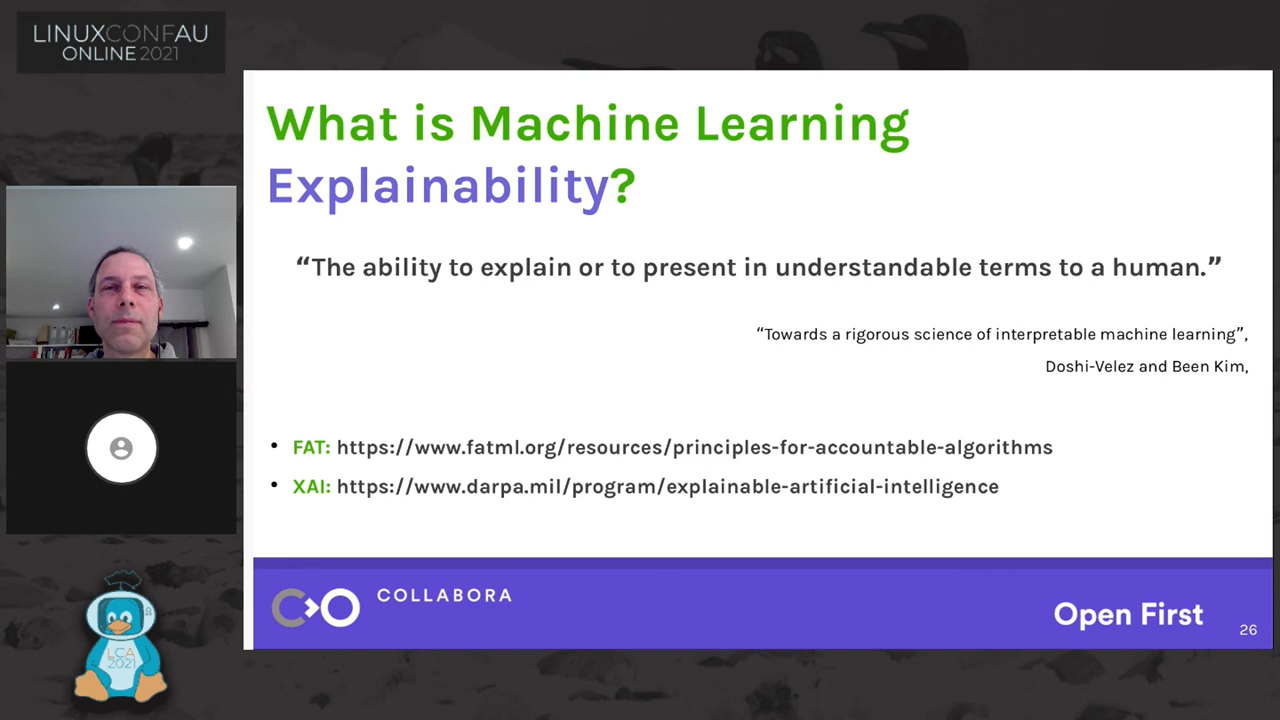 LINUXCONFAU
ONLINE 2021
What is Machine Learning
Explainability?
“The ability to explain or to present in understandable terms to a human.”
“Towards a rigorous science of interpretable machine learning”,
Doshi-Velez and Been Kim,
• FAT: https://www.fatml.org/resources/principles-for-accountable-algorithms
• XAI: https://www.darpa.mil/program/explainable-artificial-intelligence
COLLABORA
Open First
26
LCA
2021